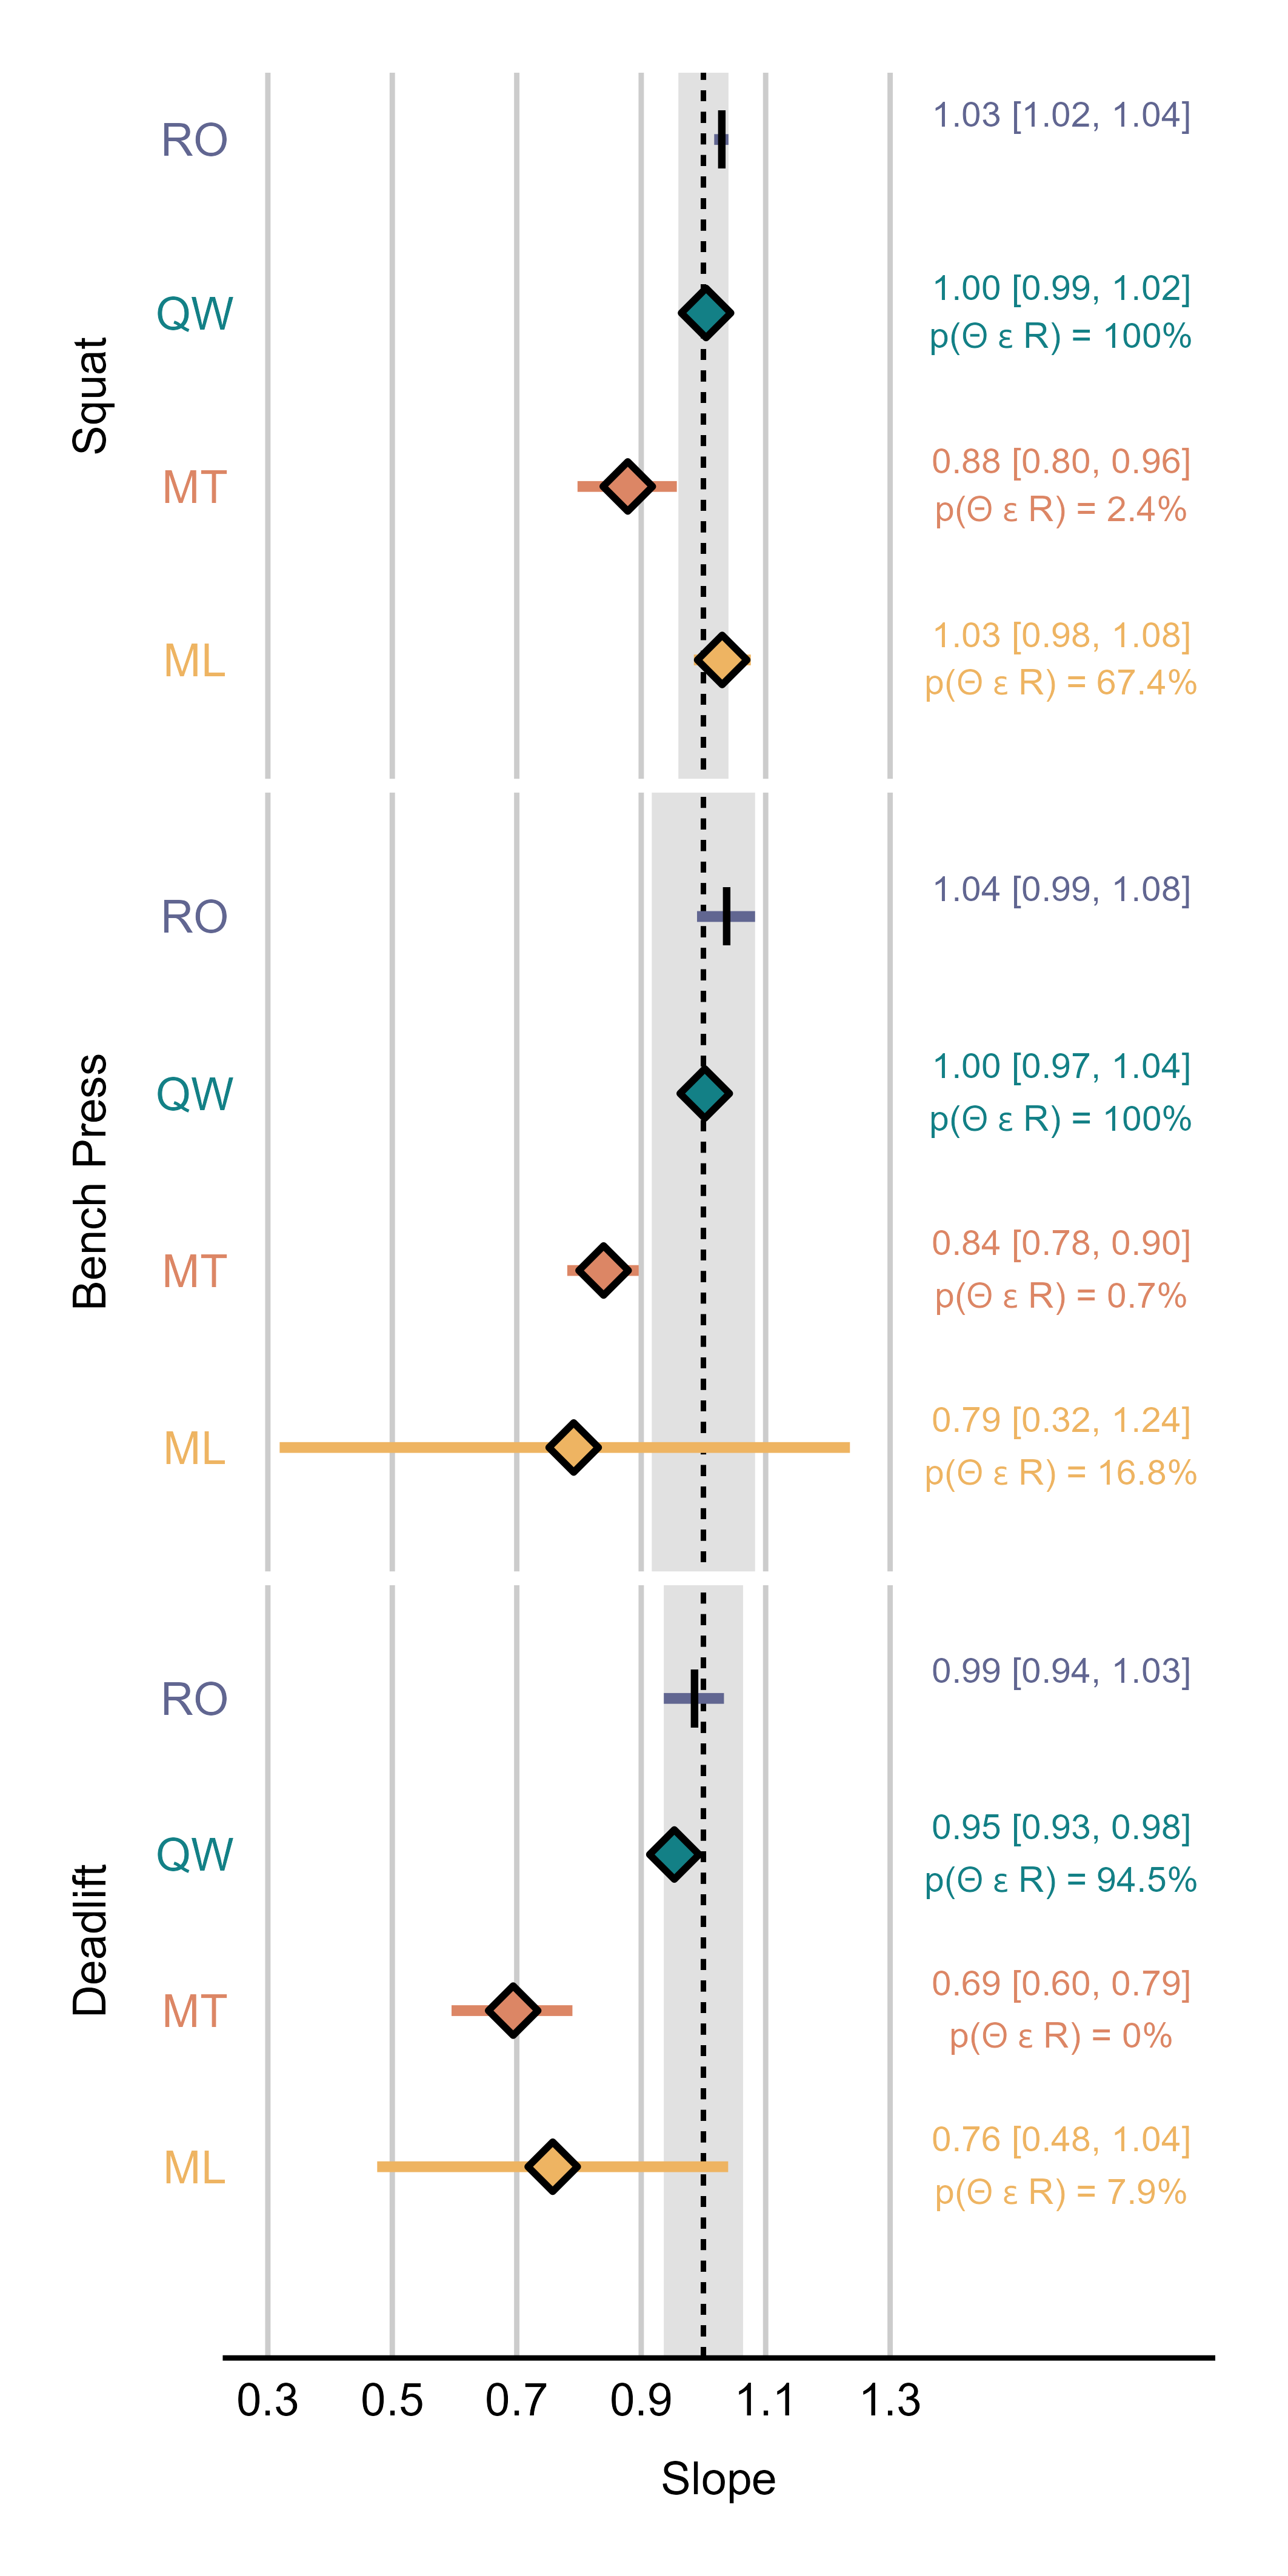 Squat
RO
1.03 [1.02, 1.04]
QW
1.00 [0.99, 1.02]
p(Θ ε R) = 100%
MT
0.88 [0.80, 0.96]
p(Θ ε R) = 2.4%
ML
1.03 [0.98, 1.08]
p(Θ ε R) = 67.4%
Bench Press
RO
1.04 [0.99, 1.08]
QW
1.00 [0.97, 1.04]
p(Θ ε R) = 100%
MT
0.84 [0.78, 0.90]
p(Θ ε R) = 0.7%
ML
0.79 [0.32, 1.24]
p(Θ ε R) = 16.8%
Deadlift
RO
0.99 [0.94, 1.03]
QW
0.95 [0.93, 0.98]
p(Θ ε R) = 94.5%
MT
0.69 [0.60, 0.79]
p(Θ ε R) = 0%
ML
0.76 [0.48, 1.04]
p(Θ ε R) = 7.9%
0.3 0.5 0.7 0.9 1.1 1.3
Slope